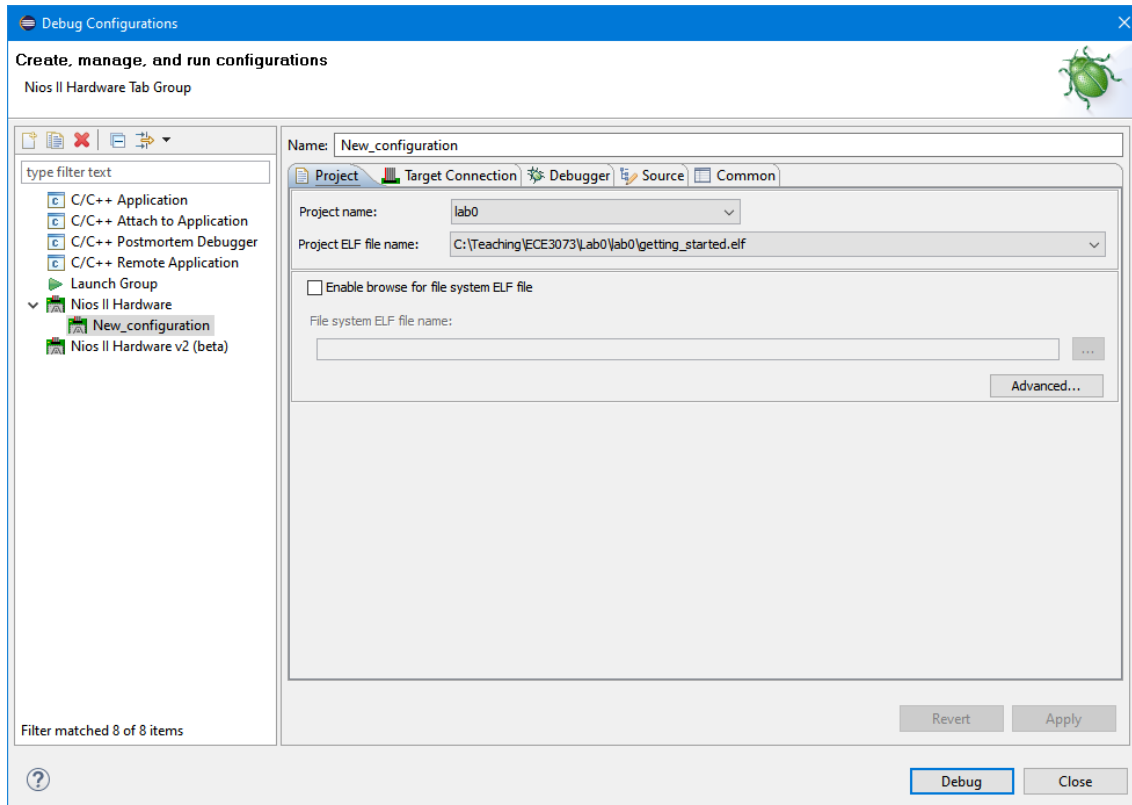 Debug Configurations
Create, manage, and run configurations
Nios II Hardware Tab Group
type filter text
C/C++ Application
C/C++ Attach to Application
C/C++ Postmortem Debugger
C/C++ Remote Application
Launch Group
Nios II Hardware
New_configuration
Nios II Hardware v2 (beta)
Filter matched 8 of 8 items
Name: New_configuration
Project Target Connection Debugger Source Common
Project name: lab0
Project ELF file name: C:\Teaching\ECE3073\Lab0\lab0\getting_started.elf
Enable browse for file system ELF file
File system ELF file name:
...
Advanced...
Revert Apply
Debug Close